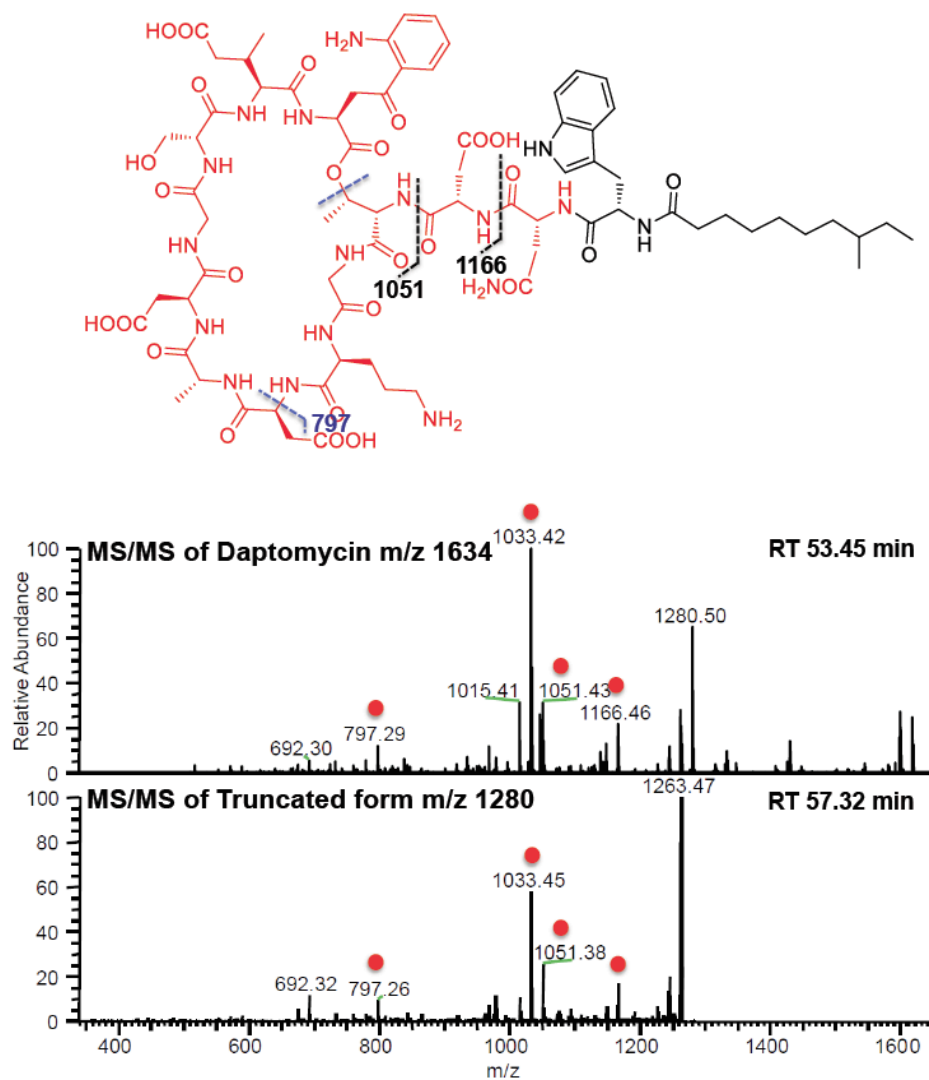 HOOC
H₂N
O
O
NH
NH
O
COOH
HN
O
HO
NH
O
H
N
O
O
O
H
N
N
H
O
N
H
NH
NH
O
O
O
O
1166
1051
H₂NOC
O
HOOC
NH
NH
O
NH
NH
O
O
NH₂
797
COOH
MS/MS of Daptomycin m/z 1634
RT 53.45 min
1033.42
1280.50
1015.41
1051.43
1166.46
797.29
692.30
100
80
60
40
20
0
Relative Abundance
MS/MS of Truncated form m/z 1280
RT 57.32 min
1263.47
1033.45
1051.38
797.26
692.32
100
80
60
40
20
0
400 600 800 1000 1200 1400 1600
m/z